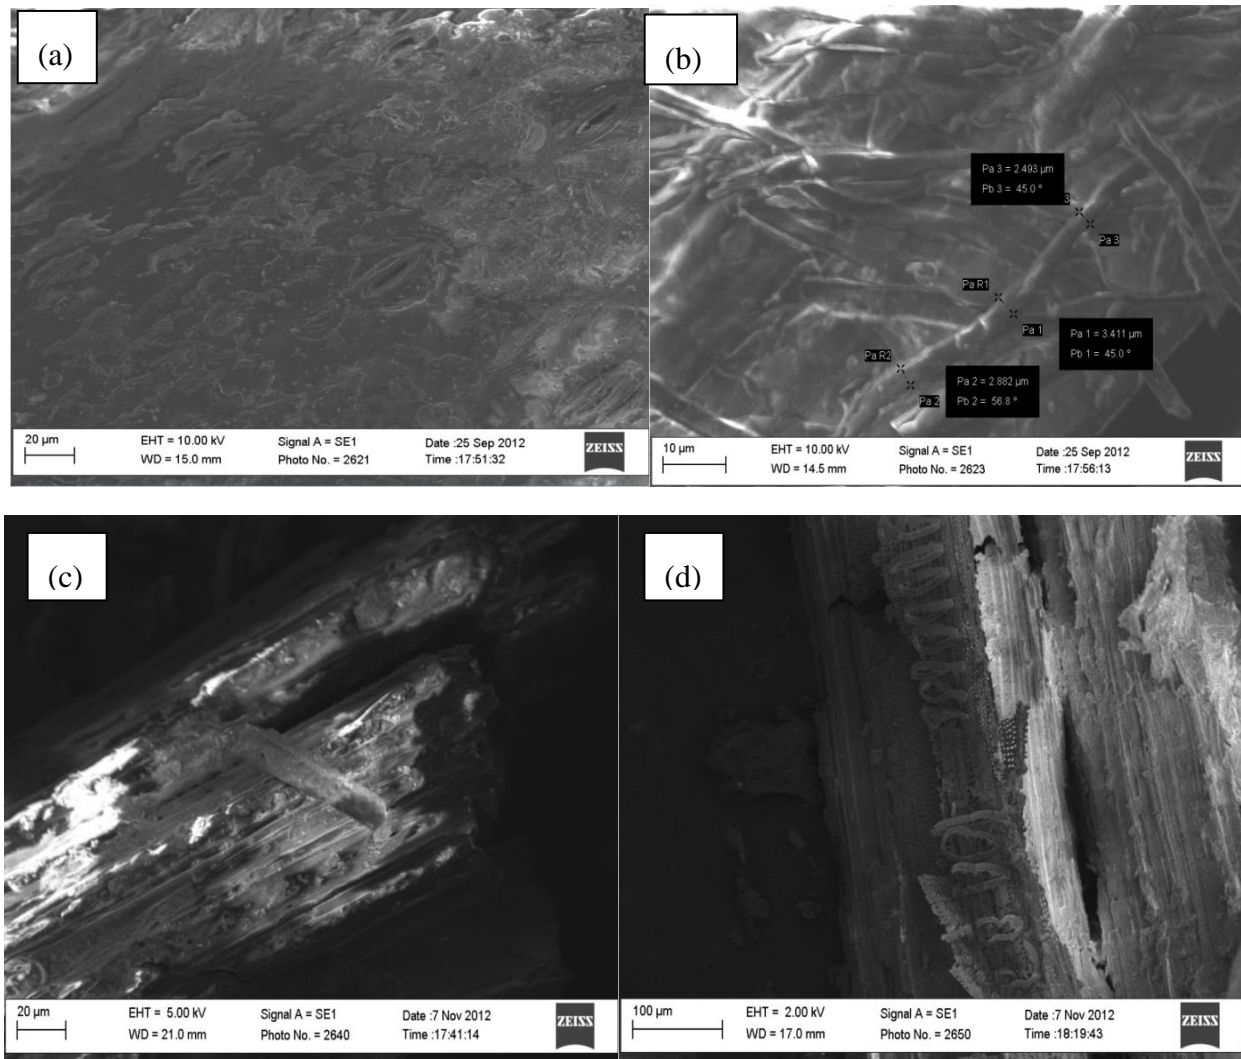 (a)
20 µm
EHT = 10.00 kV
WD = 15.0 mm
Signal A = SE1
Photo No. = 2621
Date :25 Sep 2012
Time :17:51:32
ZEISS
(b)
Pa 3 = 2.493 µm
Pb 3 = 45.0 °
3
Pa 3
Pa R1
Pa 1
Pa 1 = 3.411 µm
Pb 1 = 45.0 °
Pa R2
Pa 2
Pa 2 = 2.882 µm
Pb 2 = 56.8 °
10 µm
EHT = 10.00 kV
WD = 14.5 mm
Signal A = SE1
Photo No. = 2623
Date :25 Sep 2012
Time :17:56:13
ZEISS
(c)
20 µm
EHT = 5.00 kV
WD = 21.0 mm
Signal A = SE1
Photo No. = 2640
Date :7 Nov 2012
Time :17:41:14
ZEISS
(d)
100 µm
EHT = 2.00 kV
WD = 17.0 mm
Signal A = SE1
Photo No. = 2650
Date :7 Nov 2012
Time :18:19:43
ZEISS